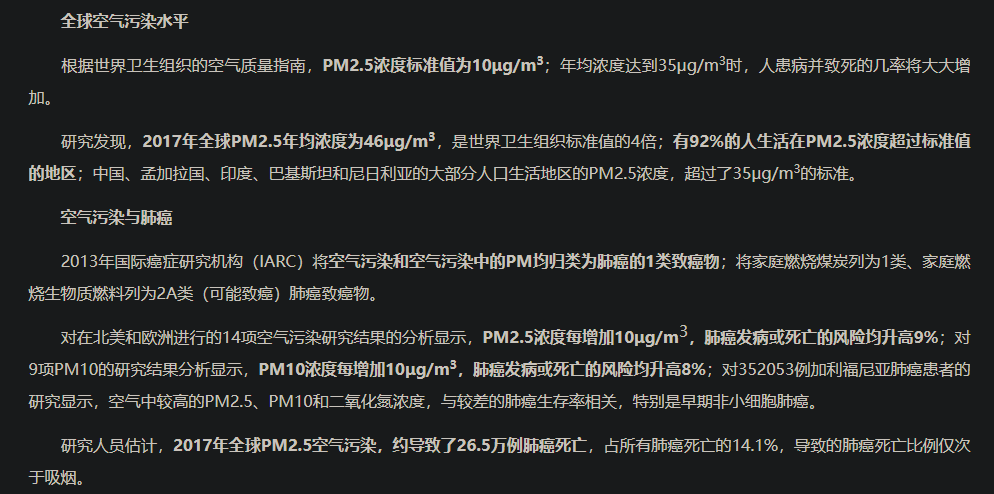 全球空气污染水平
根据世界卫生组织的空气质量指南，PM2.5浓度标准值为10μg/m³；年均浓度达到35μg/m³时，人患病并致死的几率将大大增
加。
研究发现，2017年全球PM2.5年均浓度为46μg/m³，是世界卫生组织标准值的4倍；有92%的人生活在PM2.5浓度超过标准值
的地区；中国、孟加拉国、印度、巴基斯坦和尼日利亚的大部分人口生活地区的PM2.5浓度，超过了35μg/m³的标准。
空气污染与肺癌
2013年国际癌症研究机构（IARC）将空气污染和空气污染中的PM均归类为肺癌的1类致癌物；将家庭燃烧煤炭列为1类、家庭燃
烧生物质燃料列为2A类（可能致癌）肺癌致癌物。
对在北美和欧洲进行的14项空气污染研究结果的分析显示，PM2.5浓度每增加10μg/m³，肺癌发病或死亡的风险均升高9%；对
9项PM10的研究结果分析显示，PM10浓度每增加10μg/m³，肺癌发病或死亡的风险均升高8%；对352053例加利福尼亚肺癌患者的
研究显示，空气中较高的PM2.5、PM10和二氧化氮浓度，与较差的肺癌生存率相关，特别是早期非小细胞肺癌。
研究人员估计，2017年全球PM2.5空气污染，约导致了26.5万例肺癌死亡，占所有肺癌死亡的14.1%，导致的肺癌死亡比例仅次
于吸烟。